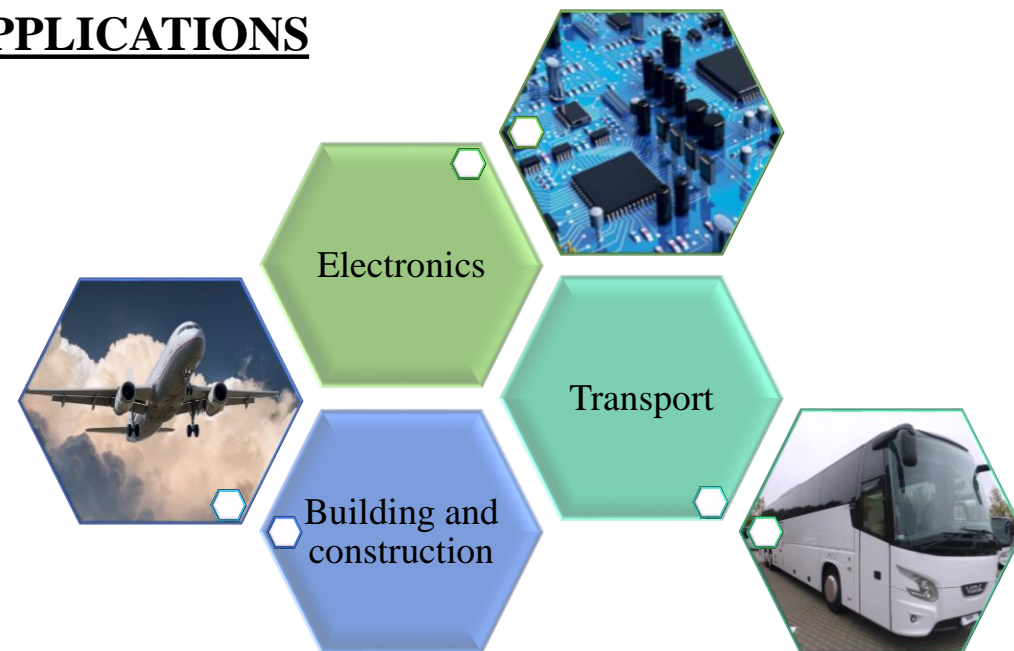 PPLICATIONS
Electronics
Transport
Building and
construction